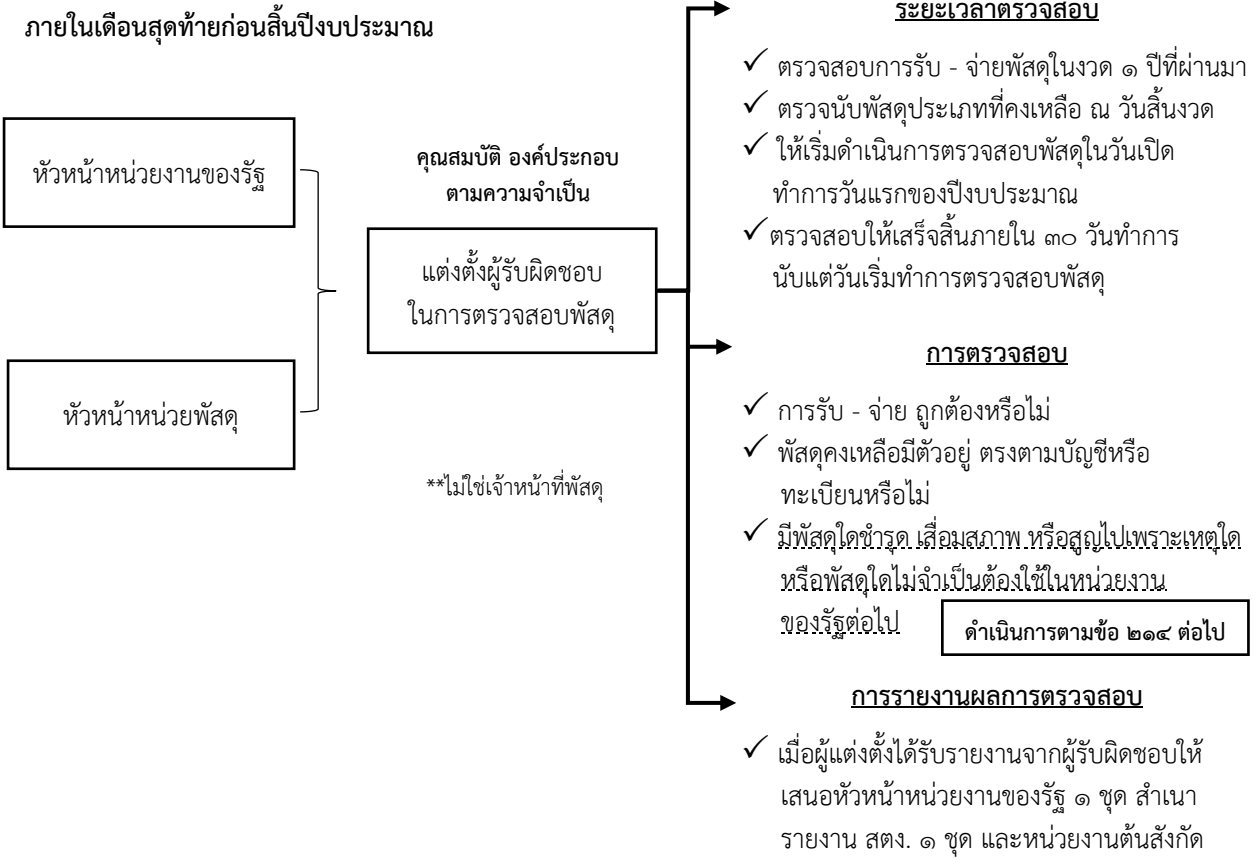 ภายในเดือนสุดท้ายก่อนสิ้นปีงบประมาณ
หัวหน้าหน่วยงานของรัฐ
หัวหน้าหน่วยพัสดุ
คุณสมบัติ องค์ประกอบ
ตามความจำเป็น
แต่งตั้งผู้รับผิดชอบ
ในการตรวจสอบพัสดุ
**ไม่ใช่เจ้าหน้าที่พัสดุ
ระยะเวลาตรวจสอบ
✓ ตรวจสอบการรับ - จ่ายพัสดุในงวด ๑ ปีที่ผ่านมา
✓ ตรวจนับพัสดุประเภทที่คงเหลือ ณ วันสิ้นงวด
✓ ให้เริ่มดำเนินการตรวจสอบพัสดุในวันเปิด
ทำการวันแรกของปีงบประมาณ
✓ ตรวจสอบให้เสร็จสิ้นภายใน ๓๐ วันทำการ
นับแต่วันเริ่มทำการตรวจสอบพัสดุ
การตรวจสอบ
✓ การรับ - จ่าย ถูกต้องหรือไม่
✓ พัสดุคงเหลือมีตัวอยู่ ตรงตามบัญชีหรือ
ทะเบียนหรือไม่
✓ มีพัสดุใดชำรุด เสื่อมสภาพ หรือสูญไปเพราะเหตุใด
หรือพัสดุใดไม่จำเป็นต้องใช้ในหน่วยงาน
ของรัฐต่อไป
ดำเนินการตามข้อ ๒๑๔ ต่อไป
การรายงานผลการตรวจสอบ
✓ เมื่อผู้แต่งตั้งได้รับรายงานจากผู้รับผิดชอบให้
เสนอหัวหน้าหน่วยงานของรัฐ ๑ ชุด สำเนา
รายงาน สตง. ๑ ชุด และหน่วยงานต้นสังกัด